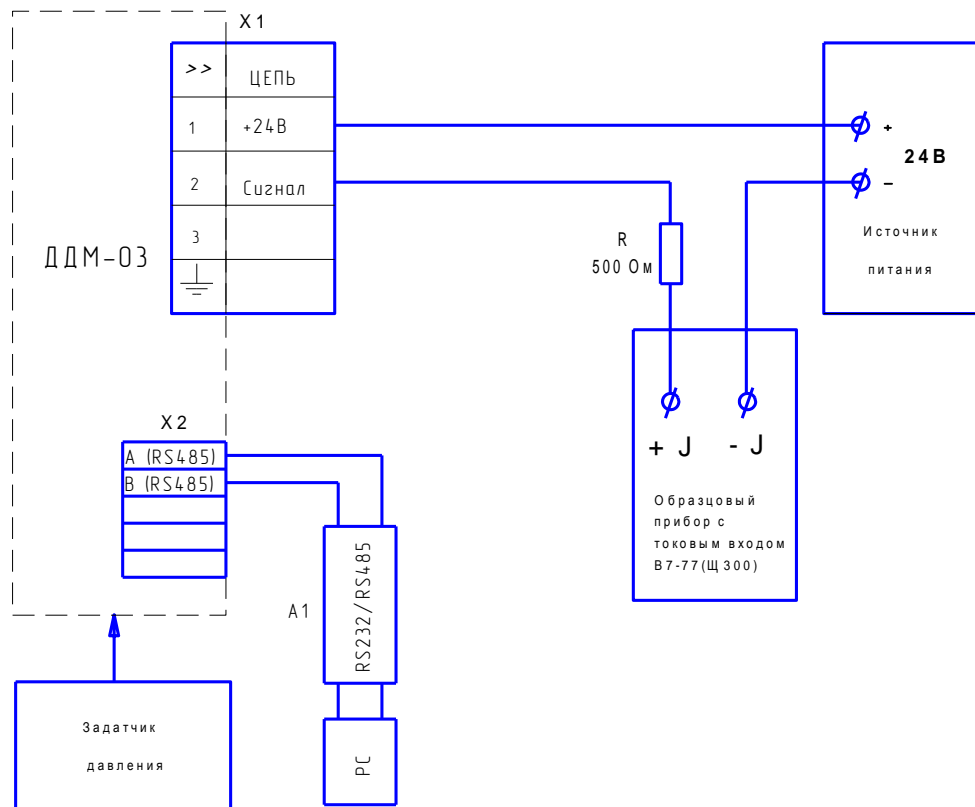 X1
>> ЦЕПЬ
1 +24В
2 Сигнал
3
ДДМ-03
+
24В
–
Источник
питания
R
500 Ом
+ J - J
Образцовый
прибор с
токовым входом
В7-77(Щ300)
X2
A (RS485)
B (RS485)
A1
RS232/RS485
PC
Задатчик
давления